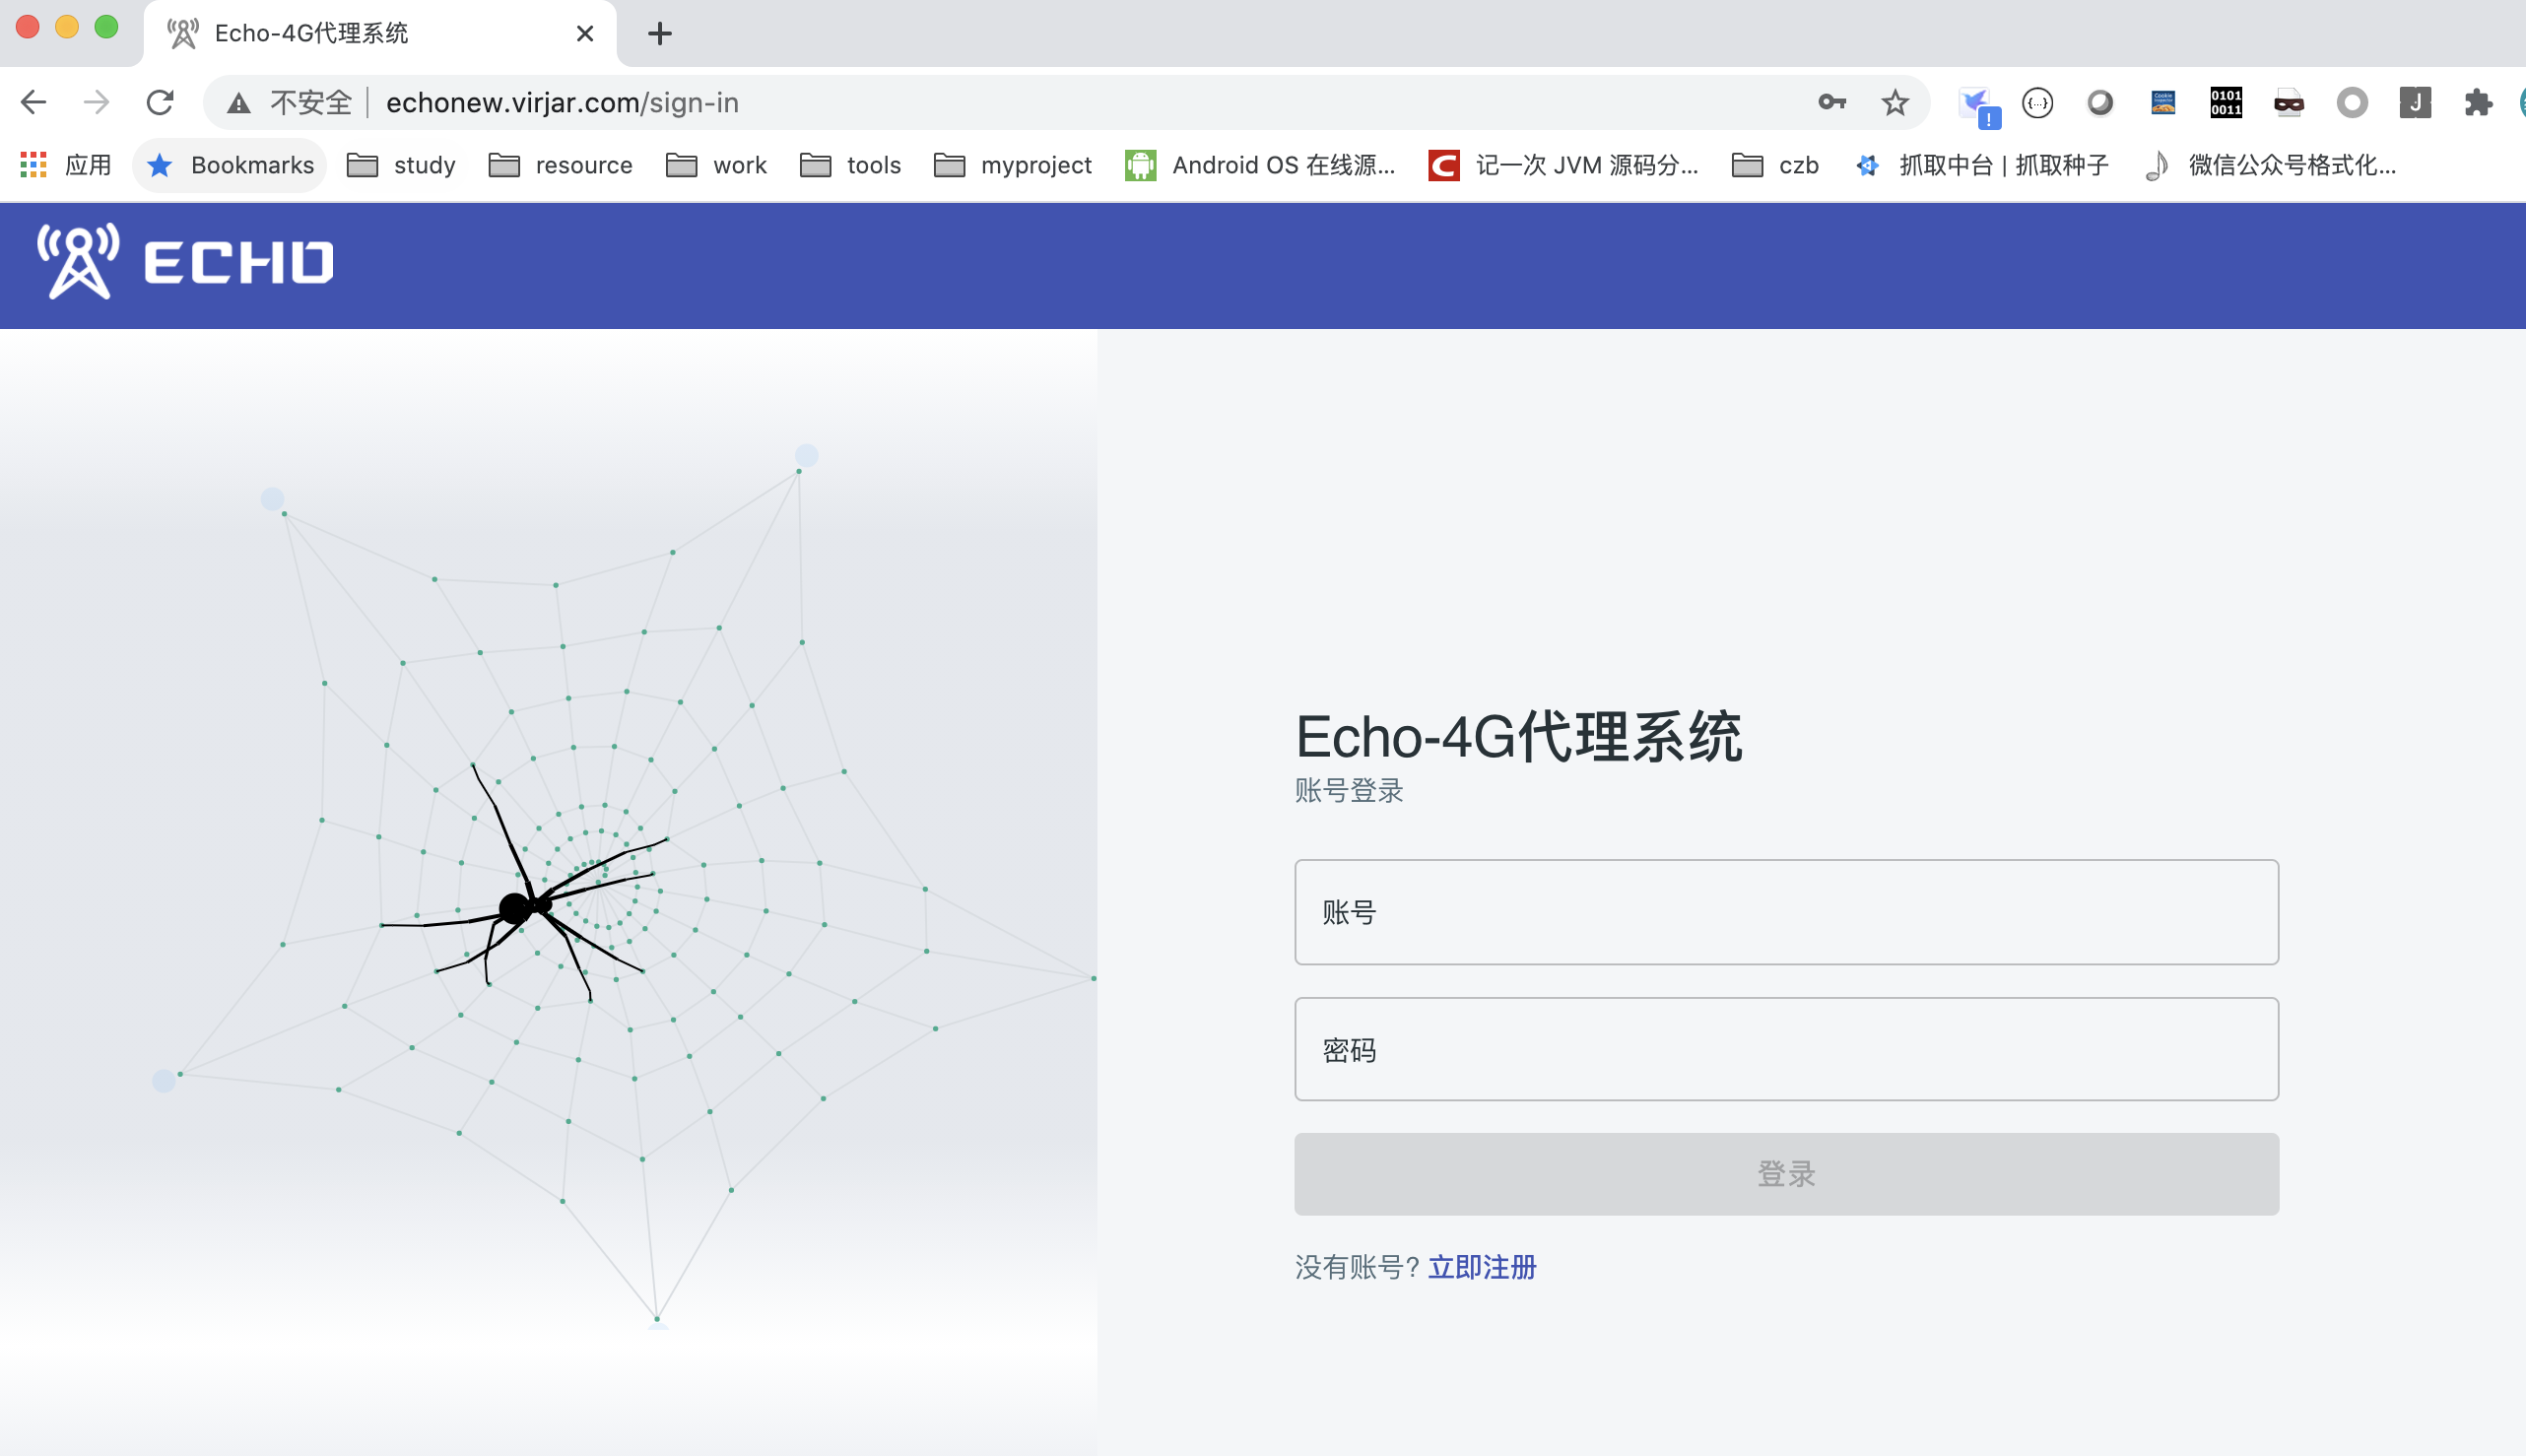 Echo-4G代理系统
不安全 echonew.virjar.com/sign-in
应用 Bookmarks study resource work tools myproject Android OS 在线源... 记一次 JVM 源码分... czb 抓取中台 | 抓取种子 微信公众号格式化...
ECHO
Echo-4G代理系统
账号登录
账号
密码
登录
没有账号? 立即注册